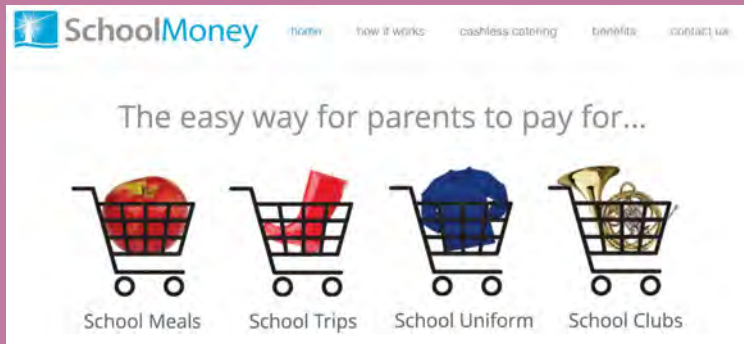 SchoolMoney home how it works cashless catering benefits contact us
The easy way for parents to pay for...
School Meals School Trips School Uniform School Clubs